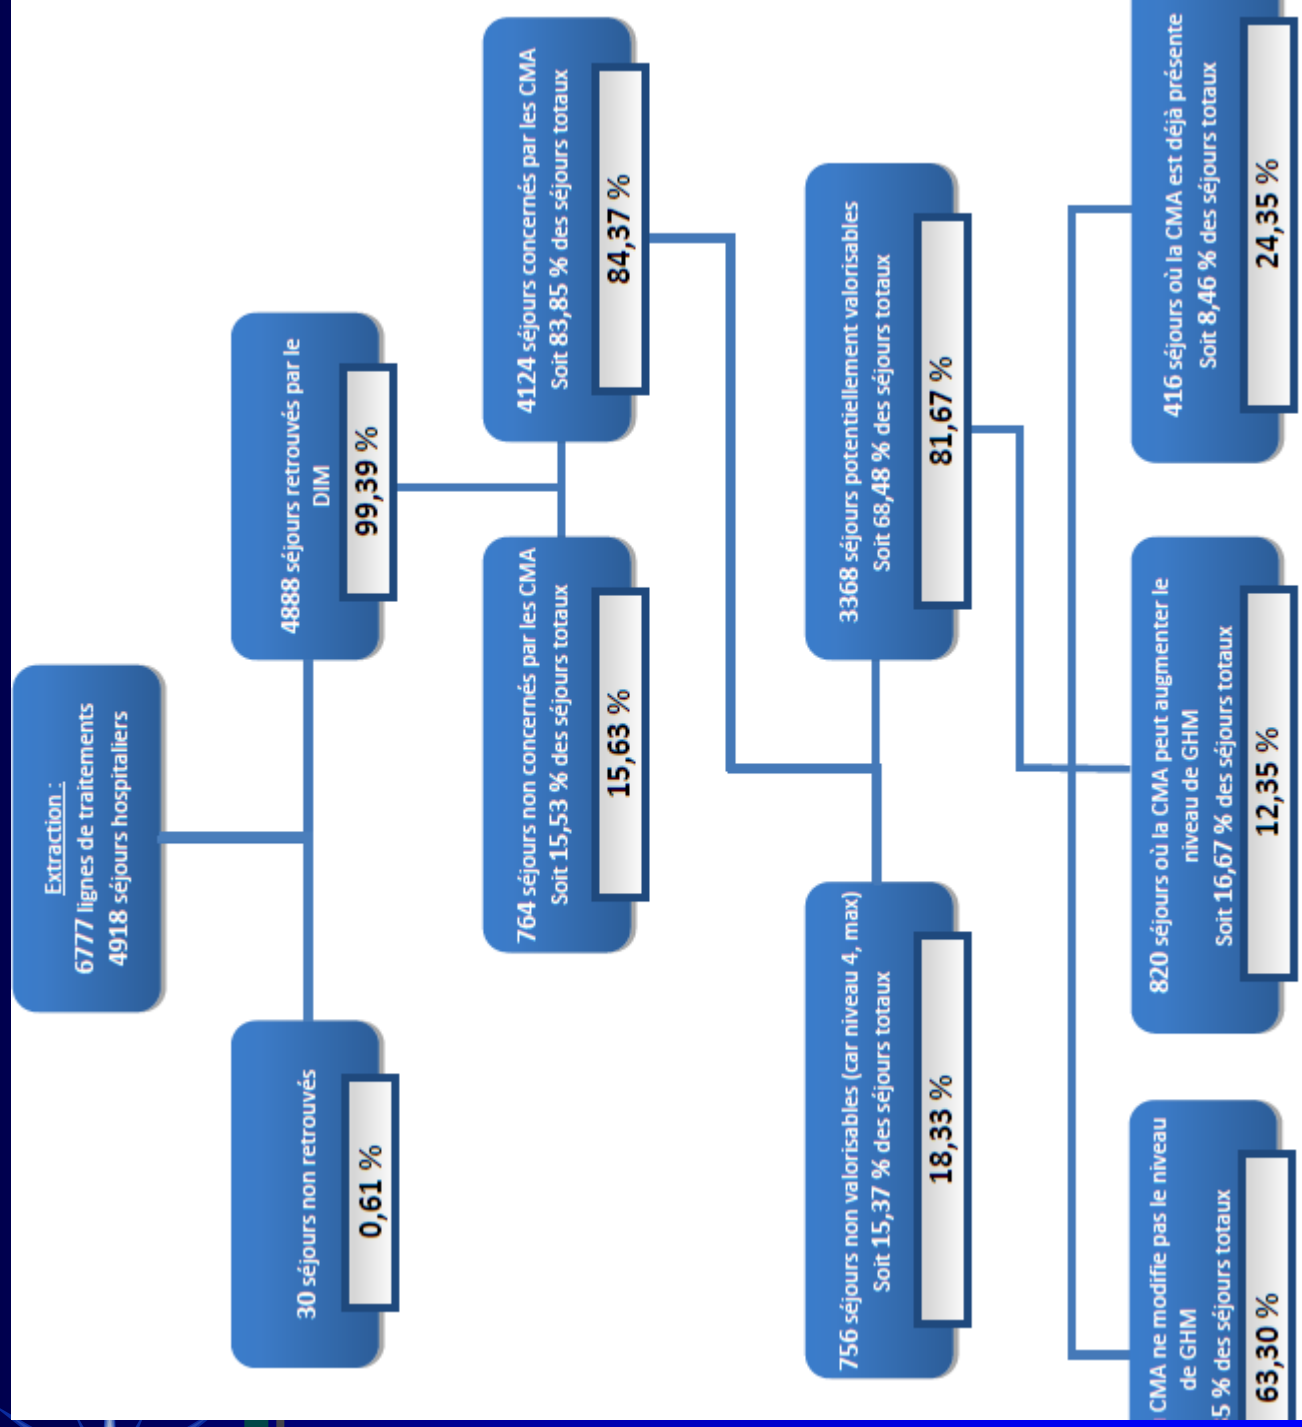 Extraction :
6777 lignes de traitements
4918 séjours hospitaliers
30 séjours non retrouvés
0,61 %
4888 séjours retrouvés par le
DIM
99,39 %
764 séjours non concernés par les CMA
Soit 15,53 % des séjours totaux
15,63 %
4124 séjours concernés par les CMA
Soit 83,85 % des séjours totaux
84,37 %
756 séjours non valorisables (car niveau 4, max)
Soit 15,37 % des séjours totaux
18,33 %
3368 séjours potentiellement valorisables
Soit 68,48 % des séjours totaux
81,67 %
CMA ne modifie pas le niveau
de GHM
5 % des séjours totaux
63,30 %
820 séjours où la CMA peut augmenter le
niveau de GHM
Soit 16,67 % des séjours totaux
12,35 %
416 séjours où la CMA est déjà présente
Soit 8,46 % des séjours totaux
24,35 %